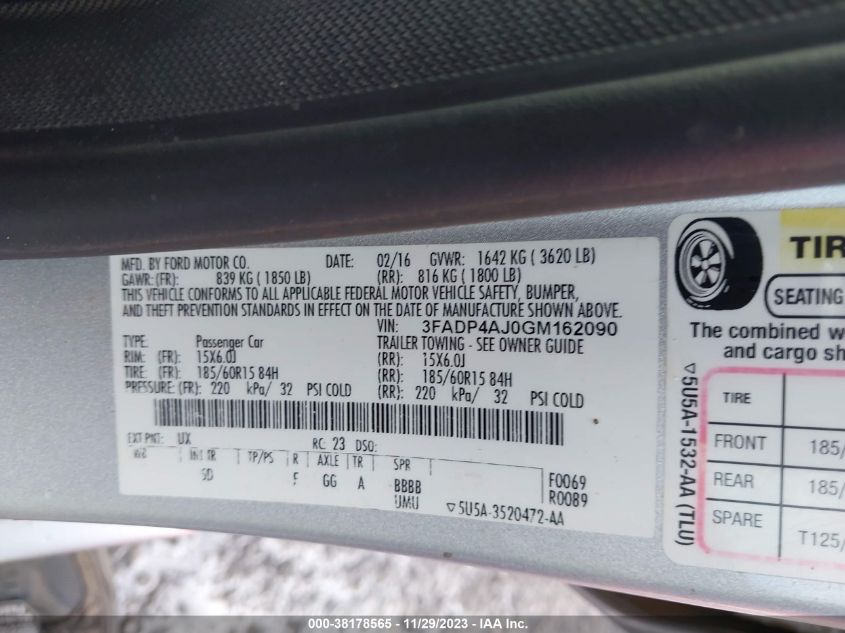 MFD. BY FORD MOTOR CO. DATE: 02/16 GVWR: 1642 KG ( 3620 LB)
GAWR:(FR): 839 KG ( 1850 LB) (RR): 816 KG ( 1800 LB)
THIS VEHICLE CONFORMS TO ALL APPLICABLE FEDERAL MOTOR VEHICLE SAFETY, BUMPER,
AND THEFT PREVENTION STANDARDS IN EFFECT ON THE DATE OF MANUFACTURE SHOWN ABOVE.
VIN: 3FADP4AJ0GM162090
TYPE: Passenger Car TRAILER TOWING - SEE OWNER GUIDE
RIM: (FR): 15X6.0J (RR): 15X6.0J
TIRE: (FR): 185/60R15 84H (RR): 185/60R15 84H
PRESSURE: (FR): 220 kPa/ 32 PSI COLD (RR): 220 kPa/ 32 PSI COLD
EXT PNT: UX RC: 23 DSO:
WB INT TR TP/PS R AXLE TR SPR
F GG A BBBB
UMU
F0069
R0089
▽5U5A-3520472-AA
TIR
SEATING
The combined w
and cargo sh
TIRE
FRONT 185/
REAR 185/
SPARE T125/
▽5U5A-1532-AA (TLU)
000-38178565 - 11/29/2023 - IAA Inc.